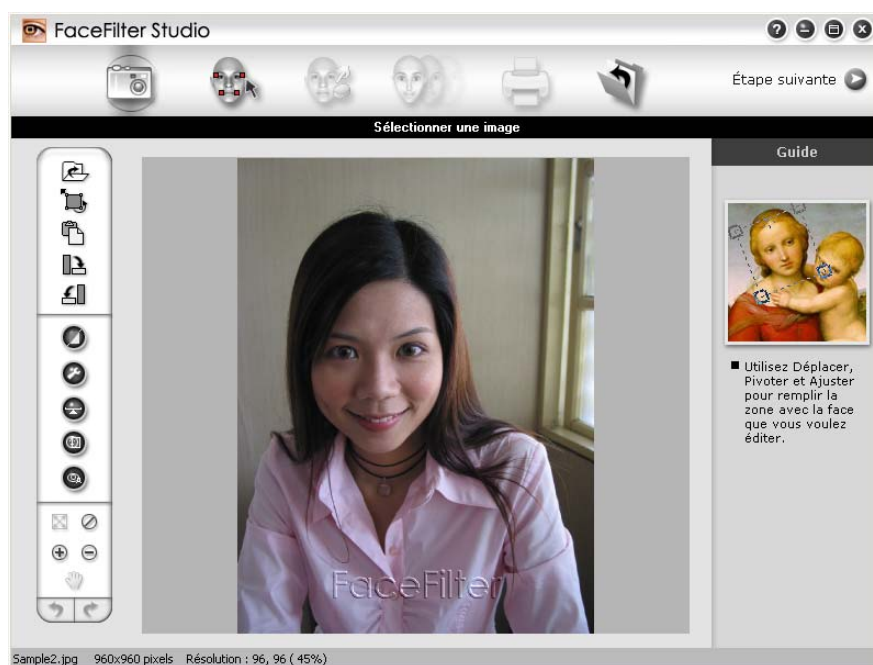 FaceFilter Studio
Étape suivante
Sélectionner une image
Guide
Utilisez Déplacer,
Pivoter et Ajuster
pour remplir la
zone avec la face
que vous voulez
éditer.
FaceFilter
Sample2.jpg 960x960 pixels Résolution : 96, 96 ( 45%)